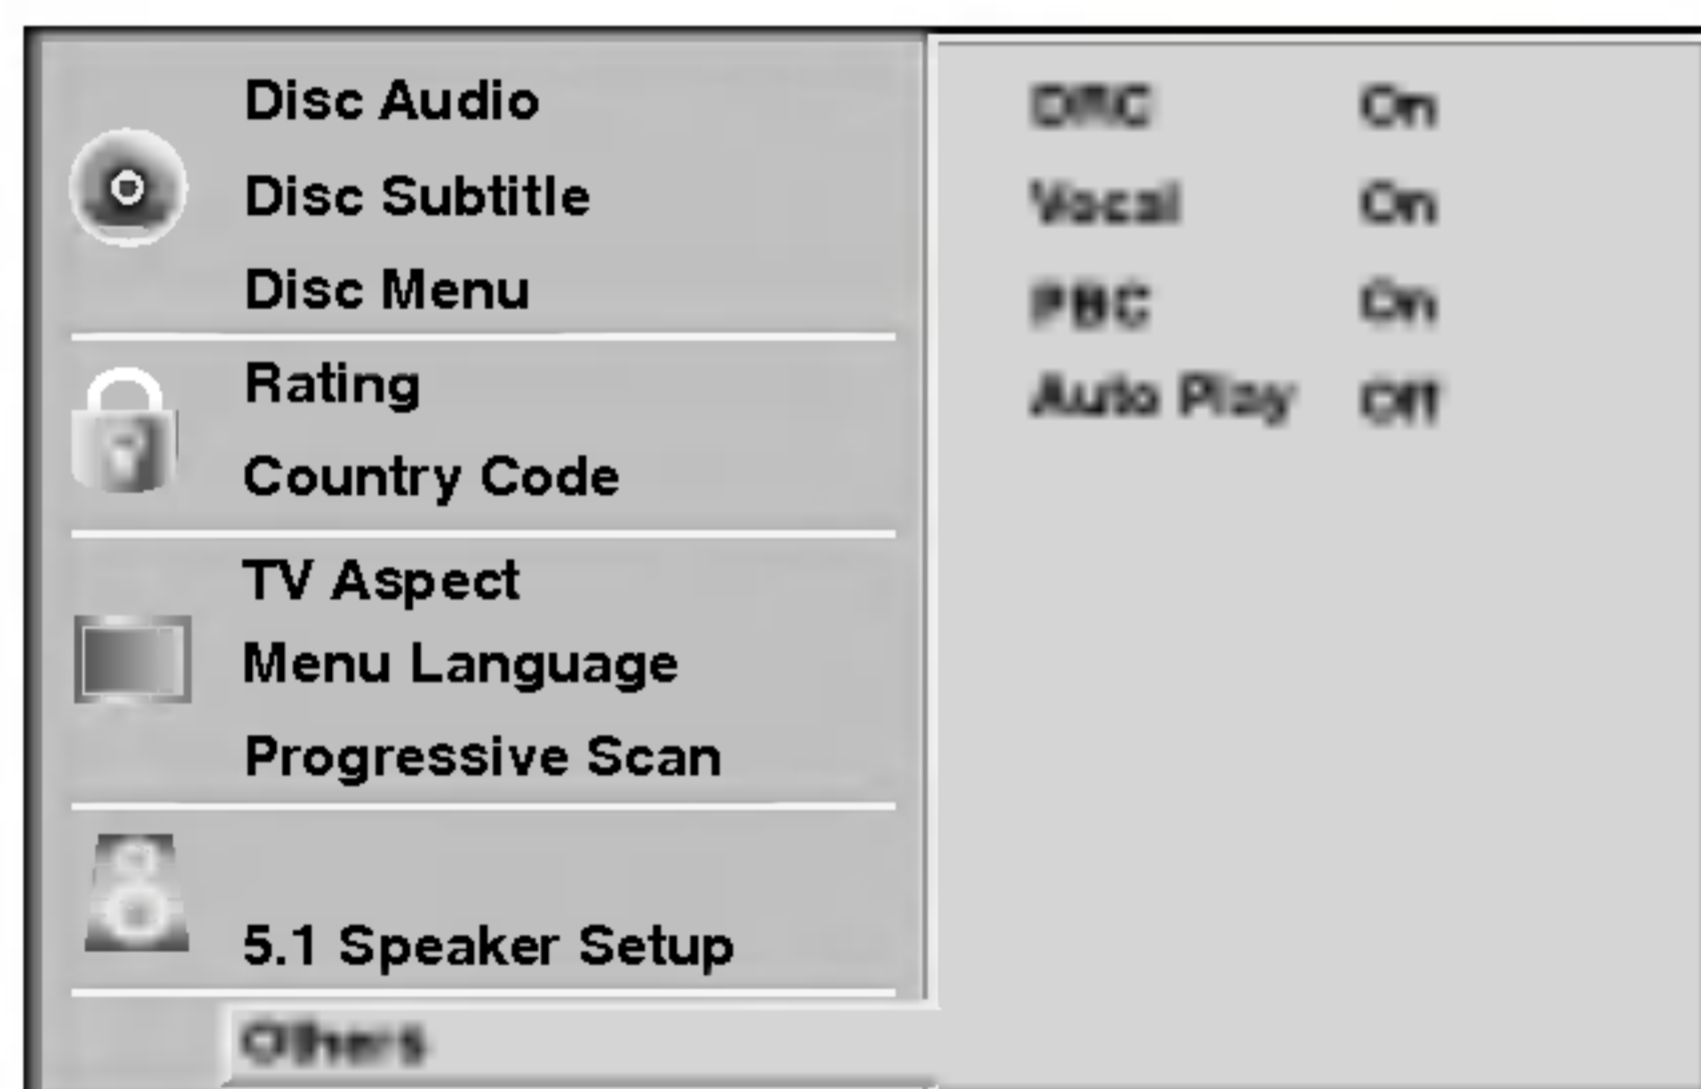 Disc Audio
Disc Subtitle
Disc Menu
Rating
Country Code
TV Aspect
Menu Language
Progressive Scan
5.1 Speaker Setup
Others
DRC On
Vocal On
PBC On
Auto Play Off